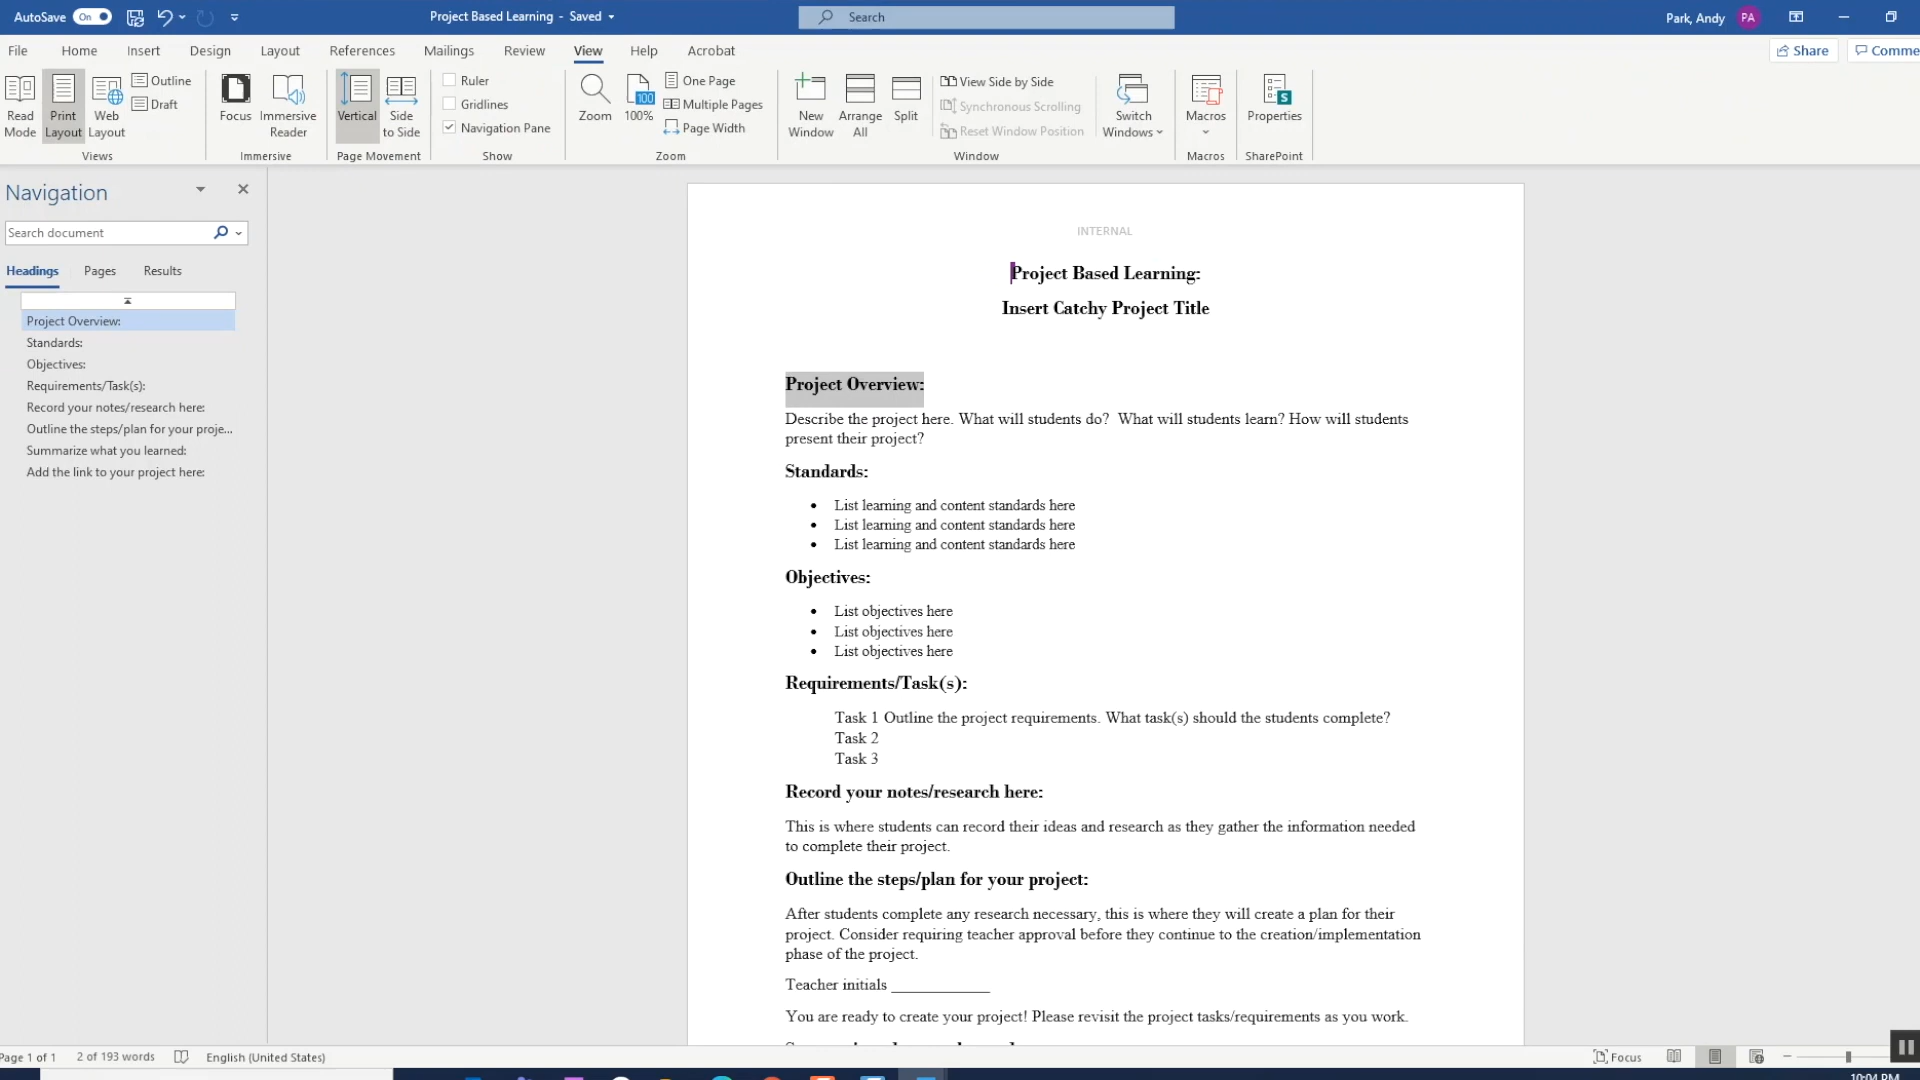 AutoSave On Project Based Learning - Saved Search Park, Andy PA
File Home Insert Design Layout References Mailings Review View Help Acrobat Share Comme
Read Mode
Print Layout
Web Layout
Outline
Draft
Views
Focus
Immersive Reader
Immersive
Vertical
Side to Side
Page Movement
Ruler
Gridlines
Navigation Pane
Show
Zoom
100
100%
One Page
Multiple Pages
Page Width
Zoom
New Window
Arrange All
Split
View Side by Side
Synchronous Scrolling
Reset Window Position
Switch Windows
Window
Macros
Macros
S
Properties
SharePoint
Navigation
Search document
Headings Pages Results
Project Overview:
Standards:
Objectives:
Requirements/Task(s):
Record your notes/research here:
Outline the steps/plan for your proje...
Summarize what you learned:
Add the link to your project here:
INTERNAL
Project Based Learning:
Insert Catchy Project Title
Project Overview:
Describe the project here. What will students do?  What will students learn? How will students
present their project?
Standards:
• List learning and content standards here
• List learning and content standards here
• List learning and content standards here
Objectives:
• List objectives here
• List objectives here
• List objectives here
Requirements/Task(s):
Task 1 Outline the project requirements. What task(s) should the students complete?
Task 2
Task 3
Record your notes/research here:
This is where students can record their ideas and research as they gather the information needed
to complete their project.
Outline the steps/plan for your project:
After students complete any research necessary, this is where they will create a plan for their
project. Consider requiring teacher approval before they continue to the creation/implementation
phase of the project.
Teacher initials _____________
You are ready to create your project! Please revisit the project tasks/requirements as you work.
Page 1 of 1 2 of 193 words English (United States) Focus
10:04 PM